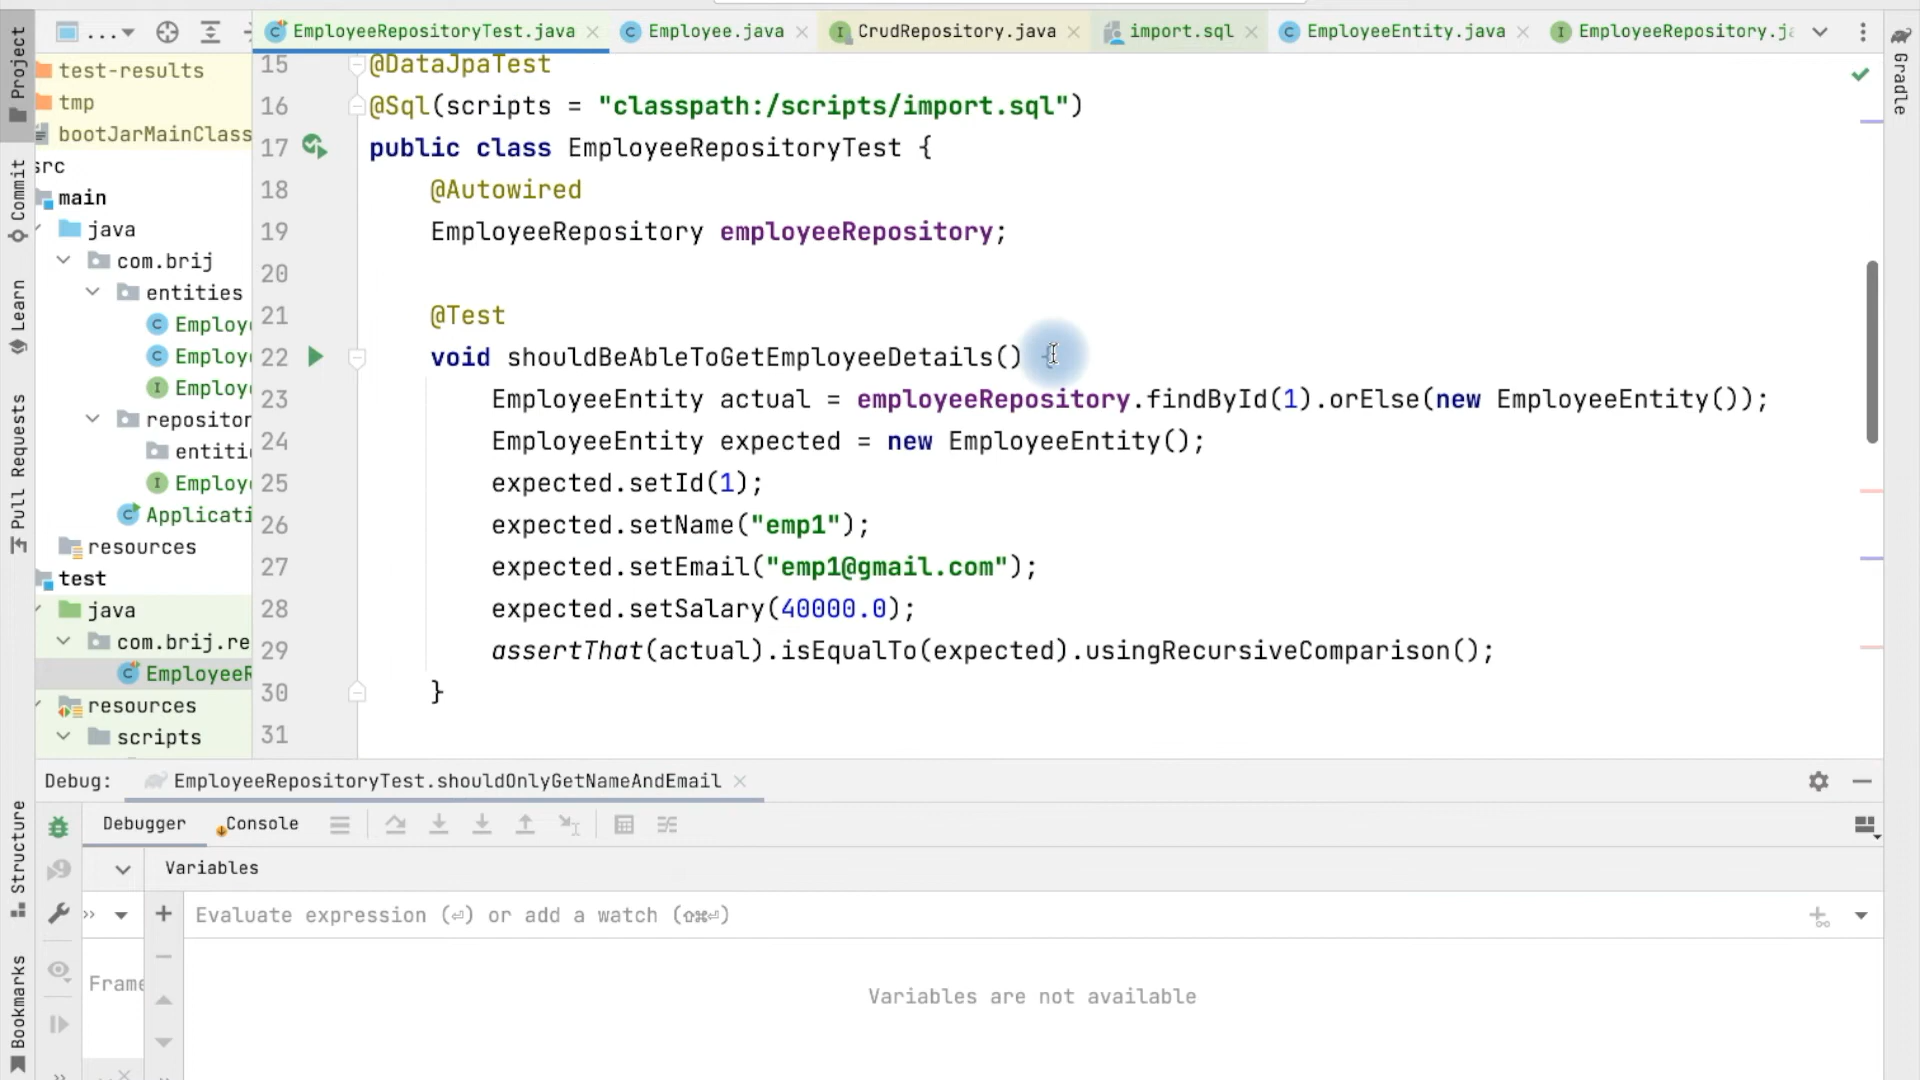 EmployeeRepositoryTest.java
Employee.java
CrudRepository.java
import.sql
EmployeeEntity.java
EmployeeRepository.ja
Project
Commit
Learn
Pull Requests
Structure
Bookmarks
Gradle
...
test-results
tmp
bootJarMainClass
src
main
java
com.brij
entities
Employ
Employe
Employe
repositor
entiti
Employ
Applicati
resources
test
java
com.brij.re
EmployeeR
resources
scripts
15 @DataJpaTest
16 @Sql(scripts = "classpath:/scripts/import.sql")
17 public class EmployeeRepositoryTest {
18 @Autowired
19 EmployeeRepository employeeRepository;
20
21 @Test
22 void shouldBeAbleToGetEmployeeDetails() {
23 EmployeeEntity actual = employeeRepository.findById(1).orElse(new EmployeeEntity());
24 EmployeeEntity expected = new EmployeeEntity();
25 expected.setId(1);
26 expected.setName("emp1");
27 expected.setEmail("emp1@gmail.com");
28 expected.setSalary(40000.0);
29 assertThat(actual).isEqualTo(expected).usingRecursiveComparison();
30 }
31
Debug: EmployeeRepositoryTest.shouldOnlyGetNameAndEmail
Debugger Console
Variables
Evaluate expression (⏎) or add a watch (⇧⌘⏎)
Frame
Variables are not available